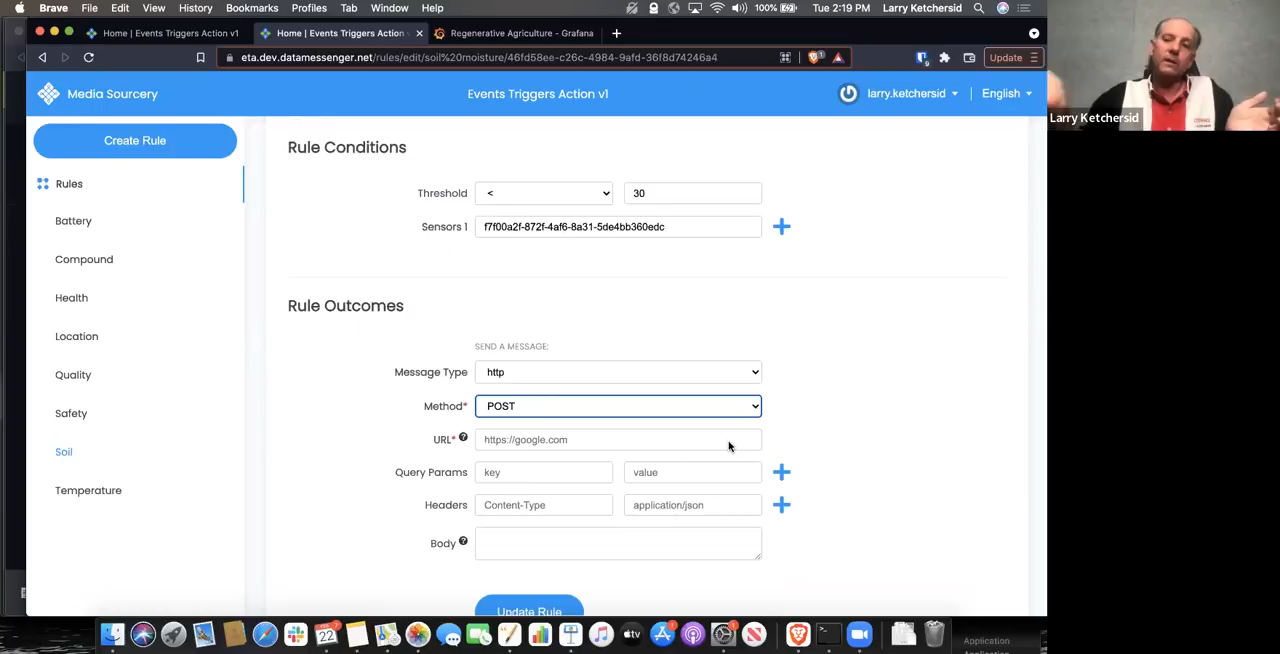 Brave File Edit View History Bookmarks Profiles Tab Window Help 100% Tue 2:19 PM Larry Ketchersid
Home | Events Triggers Action v1 Home | Events Triggers Action Regenerative Agriculture - Grafana
eta.dev.datamessenger.net/rules/edit/soil%20moisture/46fd58ee-c26c-4984-9afd-36f8d74246a4 Update
Media Sourcery Events Triggers Action v1 larry.ketchersid English
Larry Ketchersid
Create Rule
Rules
Battery
Compound
Health
Location
Quality
Safety
Soil
Temperature
Rule Conditions
Threshold < 30
Sensors 1 f7f00a2f-872f-4af6-8a31-5de4bb360edc
Rule Outcomes
SEND A MESSAGE:
Message Type http
Method* POST
URL* https://google.com
Query Params key value
Headers Content-Type application/json
Body
Update Rule
Application